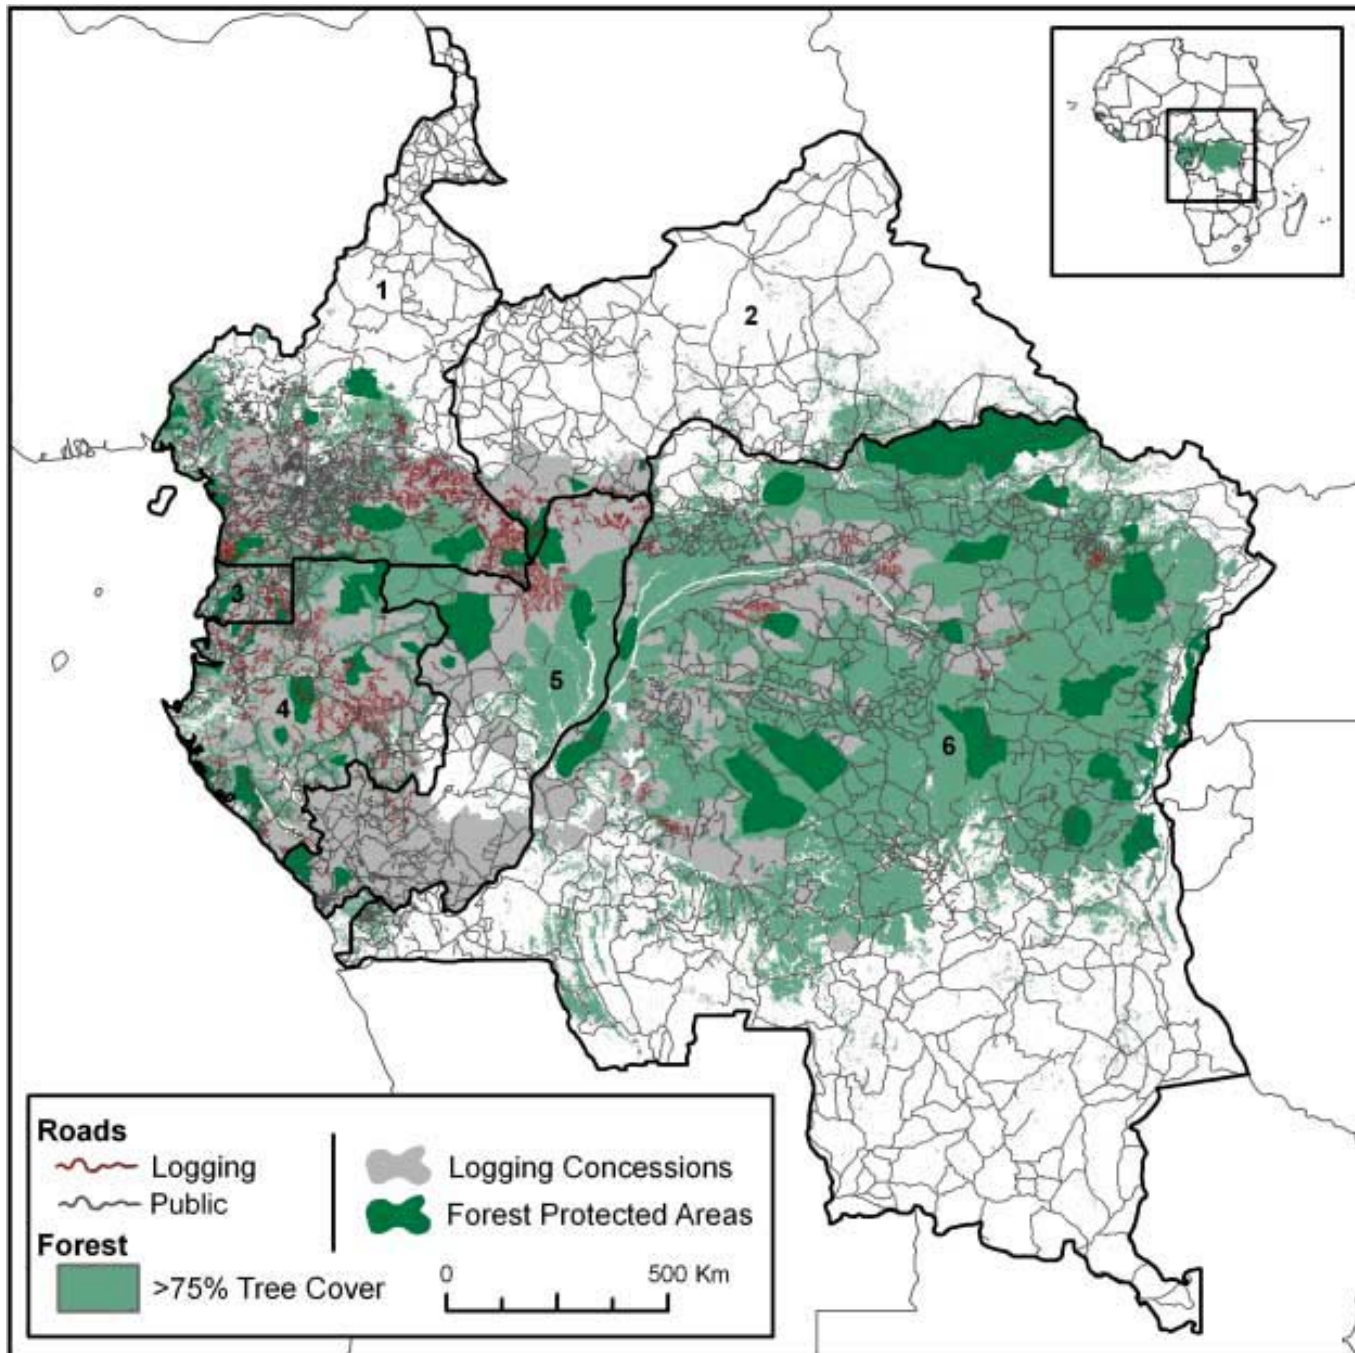 1
2
3
4
5
6
Roads
Logging
Public
Forest
>75% Tree Cover
Logging Concessions
Forest Protected Areas
0 500 Km